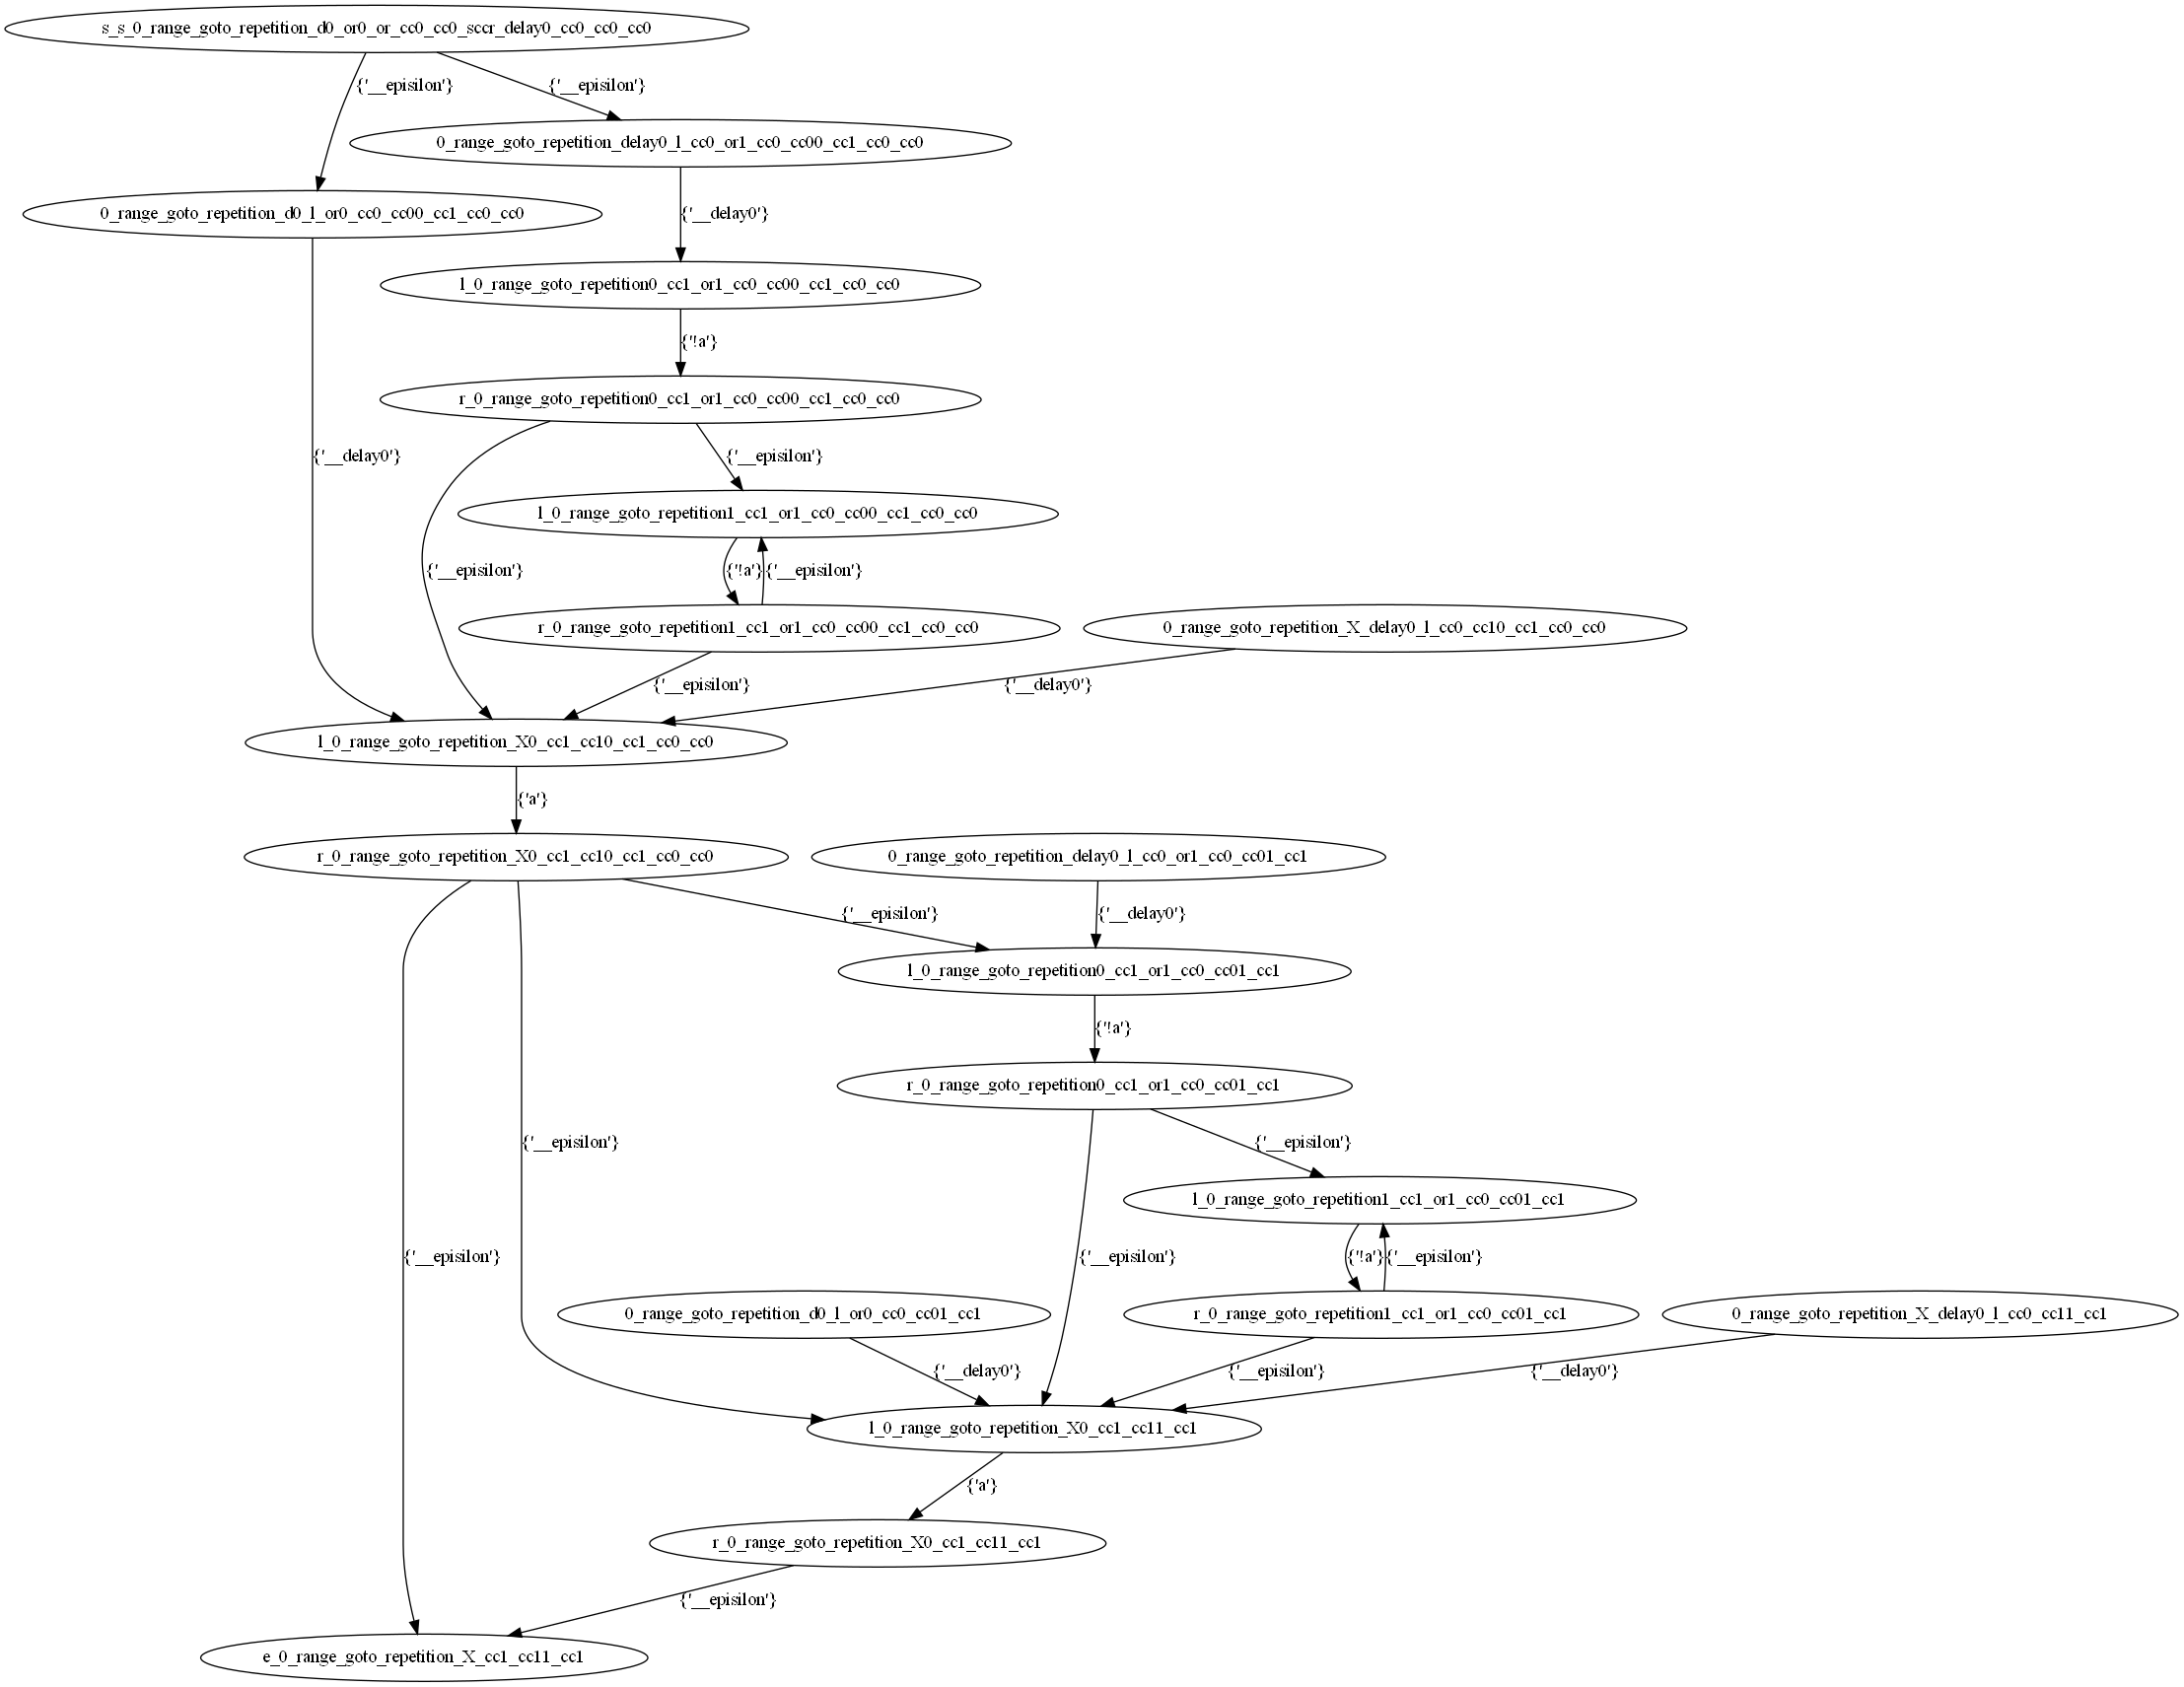 s_s_0_range_goto_repetition_d0_or0_or_cc0_cc0_sccr_delay0_cc0_cc0_cc0
{'__episilon'}
{'__episilon'}
0_range_goto_repetition_delay0_l_cc0_or1_cc0_cc00_cc1_cc0_cc0
0_range_goto_repetition_d0_l_or0_cc0_cc00_cc1_cc0_cc0
{'__delay0'}
l_0_range_goto_repetition0_cc1_or1_cc0_cc00_cc1_cc0_cc0
{'!a'}
r_0_range_goto_repetition0_cc1_or1_cc0_cc00_cc1_cc0_cc0
{'__delay0'}
{'__episilon'}
l_0_range_goto_repetition1_cc1_or1_cc0_cc00_cc1_cc0_cc0
{'__episilon'}
{'!a'}
{'__episilon'}
r_0_range_goto_repetition1_cc1_or1_cc0_cc00_cc1_cc0_cc0
0_range_goto_repetition_X_delay0_l_cc0_cc10_cc1_cc0_cc0
{'__episilon'}
{'__delay0'}
l_0_range_goto_repetition_X0_cc1_cc10_cc1_cc0_cc0
{'a'}
r_0_range_goto_repetition_X0_cc1_cc10_cc1_cc0_cc0
0_range_goto_repetition_delay0_l_cc0_or1_cc0_cc01_cc1
{'__episilon'}
{'__delay0'}
l_0_range_goto_repetition0_cc1_or1_cc0_cc01_cc1
{'!a'}
r_0_range_goto_repetition0_cc1_or1_cc0_cc01_cc1
{'__episilon'}
{'__episilon'}
l_0_range_goto_repetition1_cc1_or1_cc0_cc01_cc1
{'__episilon'}
{'__episilon'}
{'!a'}
{'__episilon'}
0_range_goto_repetition_d0_l_or0_cc0_cc01_cc1
r_0_range_goto_repetition1_cc1_or1_cc0_cc01_cc1
0_range_goto_repetition_X_delay0_l_cc0_cc11_cc1
{'__delay0'}
{'__episilon'}
{'__delay0'}
l_0_range_goto_repetition_X0_cc1_cc11_cc1
{'a'}
r_0_range_goto_repetition_X0_cc1_cc11_cc1
{'__episilon'}
e_0_range_goto_repetition_X_cc1_cc11_cc1